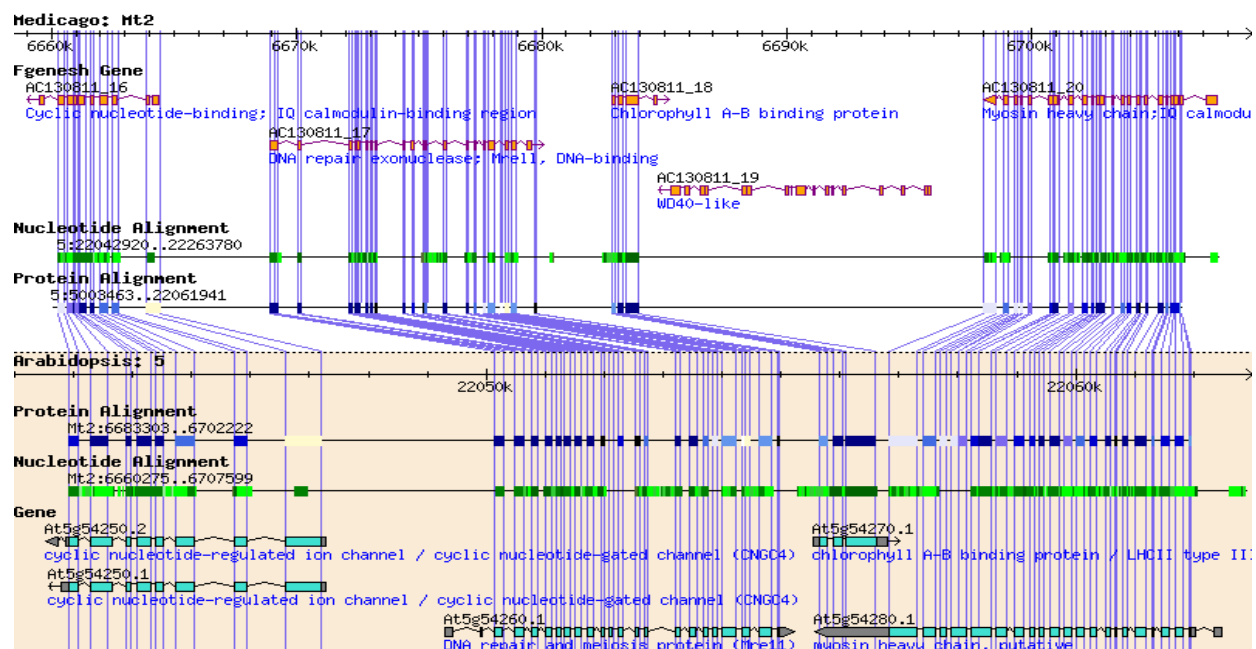 Medicago: Mt2
6660k 6670k 6680k 6690k 6700k
Fgenesh Gene
AC130811_16 AC130811_18 AC130811_20
Cyclic nucleotide-binding; IQ calmodulin-binding region Chlorophyll A-B binding protein Myosin heavy chain;IQ calmodu
AC130811_17
DNA repair exonuclease; Mrell, DNA-binding
AC130811_19
WD40-like
Nucleotide Alignment
5:22042920..22263780
Protein Alignment
5:5003463..22061941
Arabidopsis: 5
22050k 22060k
Protein Alignment
Mt2:6683303..6702222
Nucleotide Alignment
Mt2:6660275..6707599
Gene
At5g54250.2 At5g54270.1
cyclic nucleotide-regulated ion channel / cyclic nucleotide-gated channel (CNGC4) chlorophyll A-B binding protein / LHCII type III
At5g54250.1
cyclic nucleotide-regulated ion channel / cyclic nucleotide-gated channel (CNGC4)
At5g54260.1 At5g54280.1
DNA repair and meiosis protein (Mre11) myosin heavy chain, putative